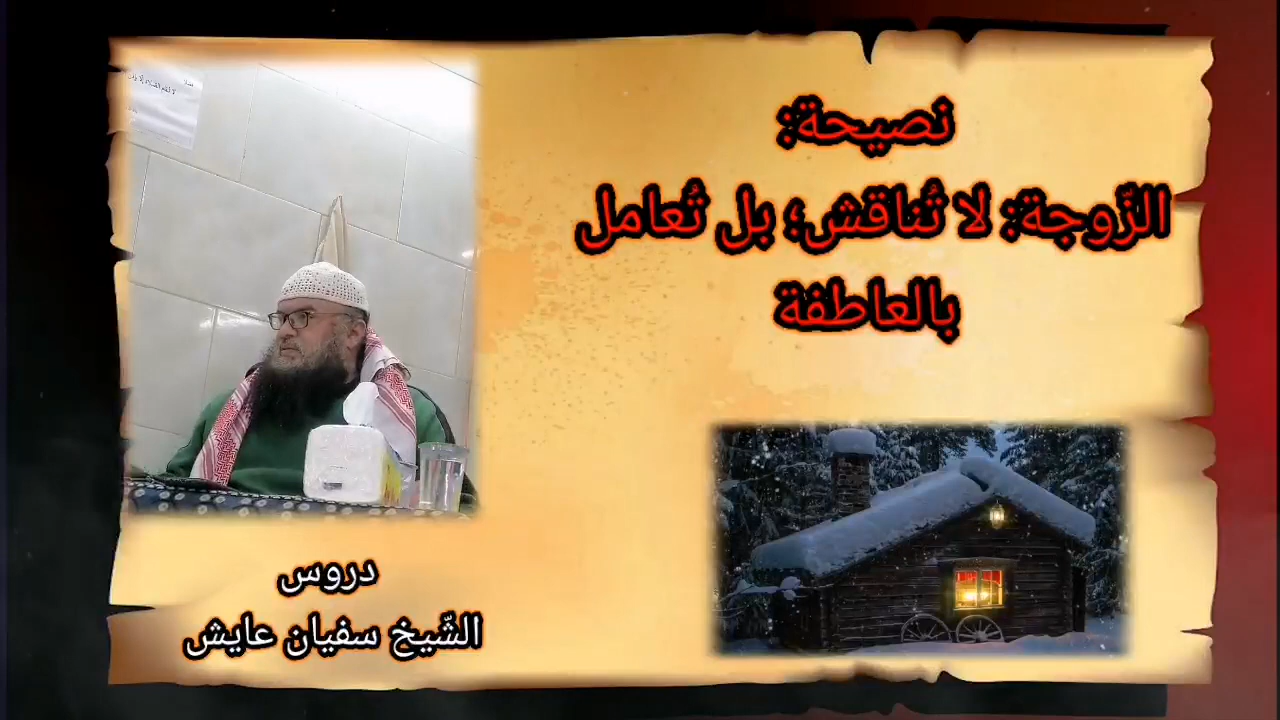 نصيحة:
الزّوجة: لا تُناقش؛ بل تُعامل
بالعاطفة
دروس
الشّيخ سفيان عايش